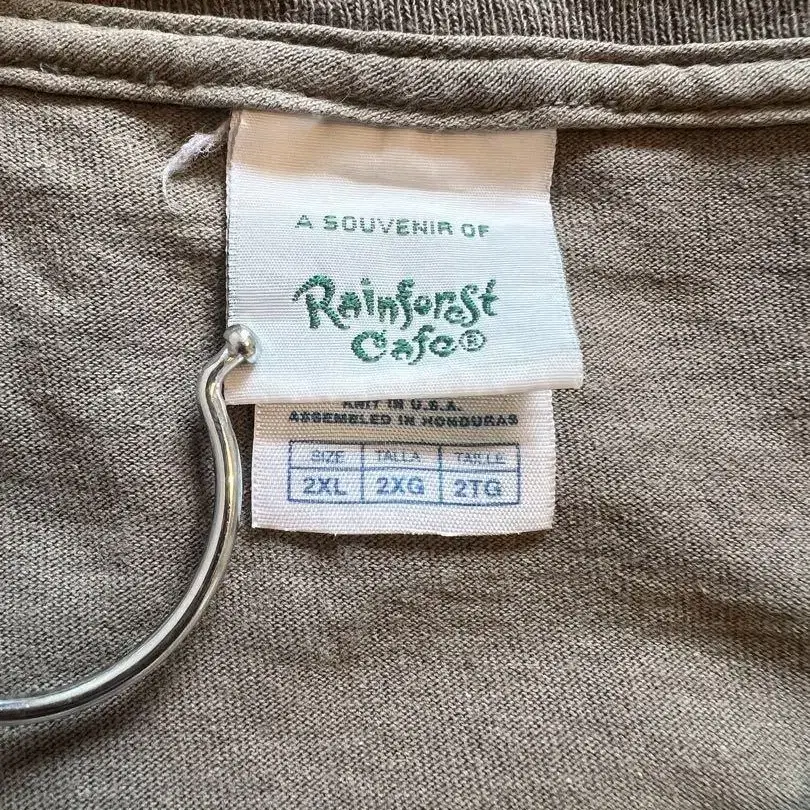 A SOUVENIR OF
Rainforest
Cafe®
KNIT IN U.S.A.
ASSEMBLED IN HONDURAS
SIZE TALLA TAILLE
2XL 2XG 2TG